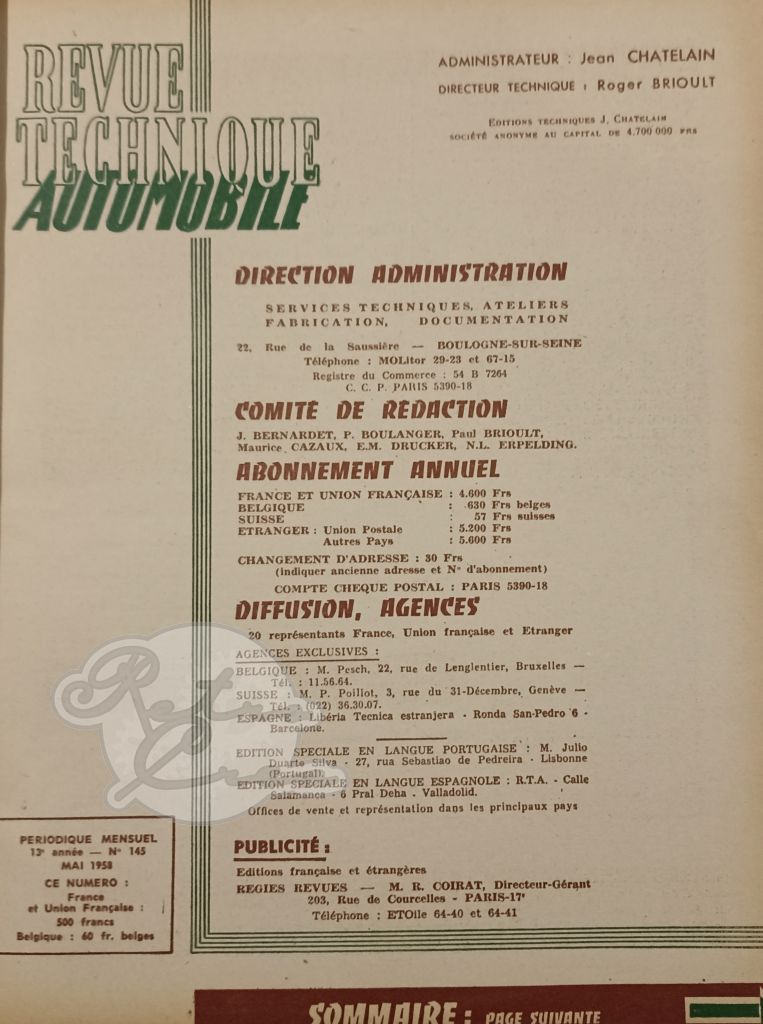 REVUE
TECHNIQUE
AUTOMOBILE
ADMINISTRATEUR : Jean CHATELAIN
DIRECTEUR TECHNIQUE : Roger BRIOULT
EDITIONS TECHNIQUES J. CHATELAIN
SOCIÉTÉ ANONYME AU CAPITAL DE 4.700 000 FRS
DIRECTION ADMINISTRATION
SERVICES TECHNIQUES, ATELIERS
FABRICATION, DOCUMENTATION
22, Rue de la Saussière — BOULOGNE-SUR-SEINE
Téléphone : MOLitor 29-23 et 67-15
Registre du Commerce : 54 B 7264
C. C. P. PARIS 5390-18
COMITE DE REDACTION
J. BERNARDET, P. BOULANGER, Paul BRIOULT,
Maurice CAZAUX, E.M. DRUCKER, N.L. ERPELDING.
ABONNEMENT ANNUEL
FRANCE ET UNION FRANÇAISE : 4.600 Frs
BELGIQUE : 630 Frs belges
SUISSE : 57 Frs suisses
ETRANGER : Union Postale : 5.200 Frs
Autres Pays : 5.600 Frs
CHANGEMENT D'ADRESSE : 30 Frs
(indiquer ancienne adresse et N° d'abonnement)
COMPTE CHEQUE POSTAL : PARIS 5390-18
DIFFUSION, AGENCES
20 représentants France, Union française et Etranger
AGENCES EXCLUSIVES :
BELGIQUE : M. Pesch, 22, rue de Lenglentier, Bruxelles —
Tél. : 11.56.64.
SUISSE : M. P. Poillot, 3, rue du 31-Décembre, Genève —
Tél. : (022) 36.30.07.
ESPAGNE : Libéria Tecnica estranjera - Ronda San-Pedro 6 -
Barcelone.
EDITION SPECIALE EN LANGUE PORTUGAISE : M. Julio
Duarte Silva - 27, rua Sebastiao de Pedreira - Lisbonne
(Portugal).
EDITION SPECIALE EN LANGUE ESPAGNOLE : R.T.A. - Calle
Salamanca - 6 Pral Deha - Valladolid.
Offices de vente et représentation dans les principaux pays
PUBLICITÉ :
Editions française et étrangères
REGIES REVUES — M. R. COIRAT, Directeur-Gérant
203, Rue de Courcelles - PARIS-17e
Téléphone : ETOile 64-40 et 64-41
PERIODIQUE MENSUEL
13e année — N° 145
MAI 1958
CE NUMERO :
France
et Union Française :
500 francs
Belgique : 60 fr. belges
SOMMAIRE : PAGE SUIVANTE
Retro